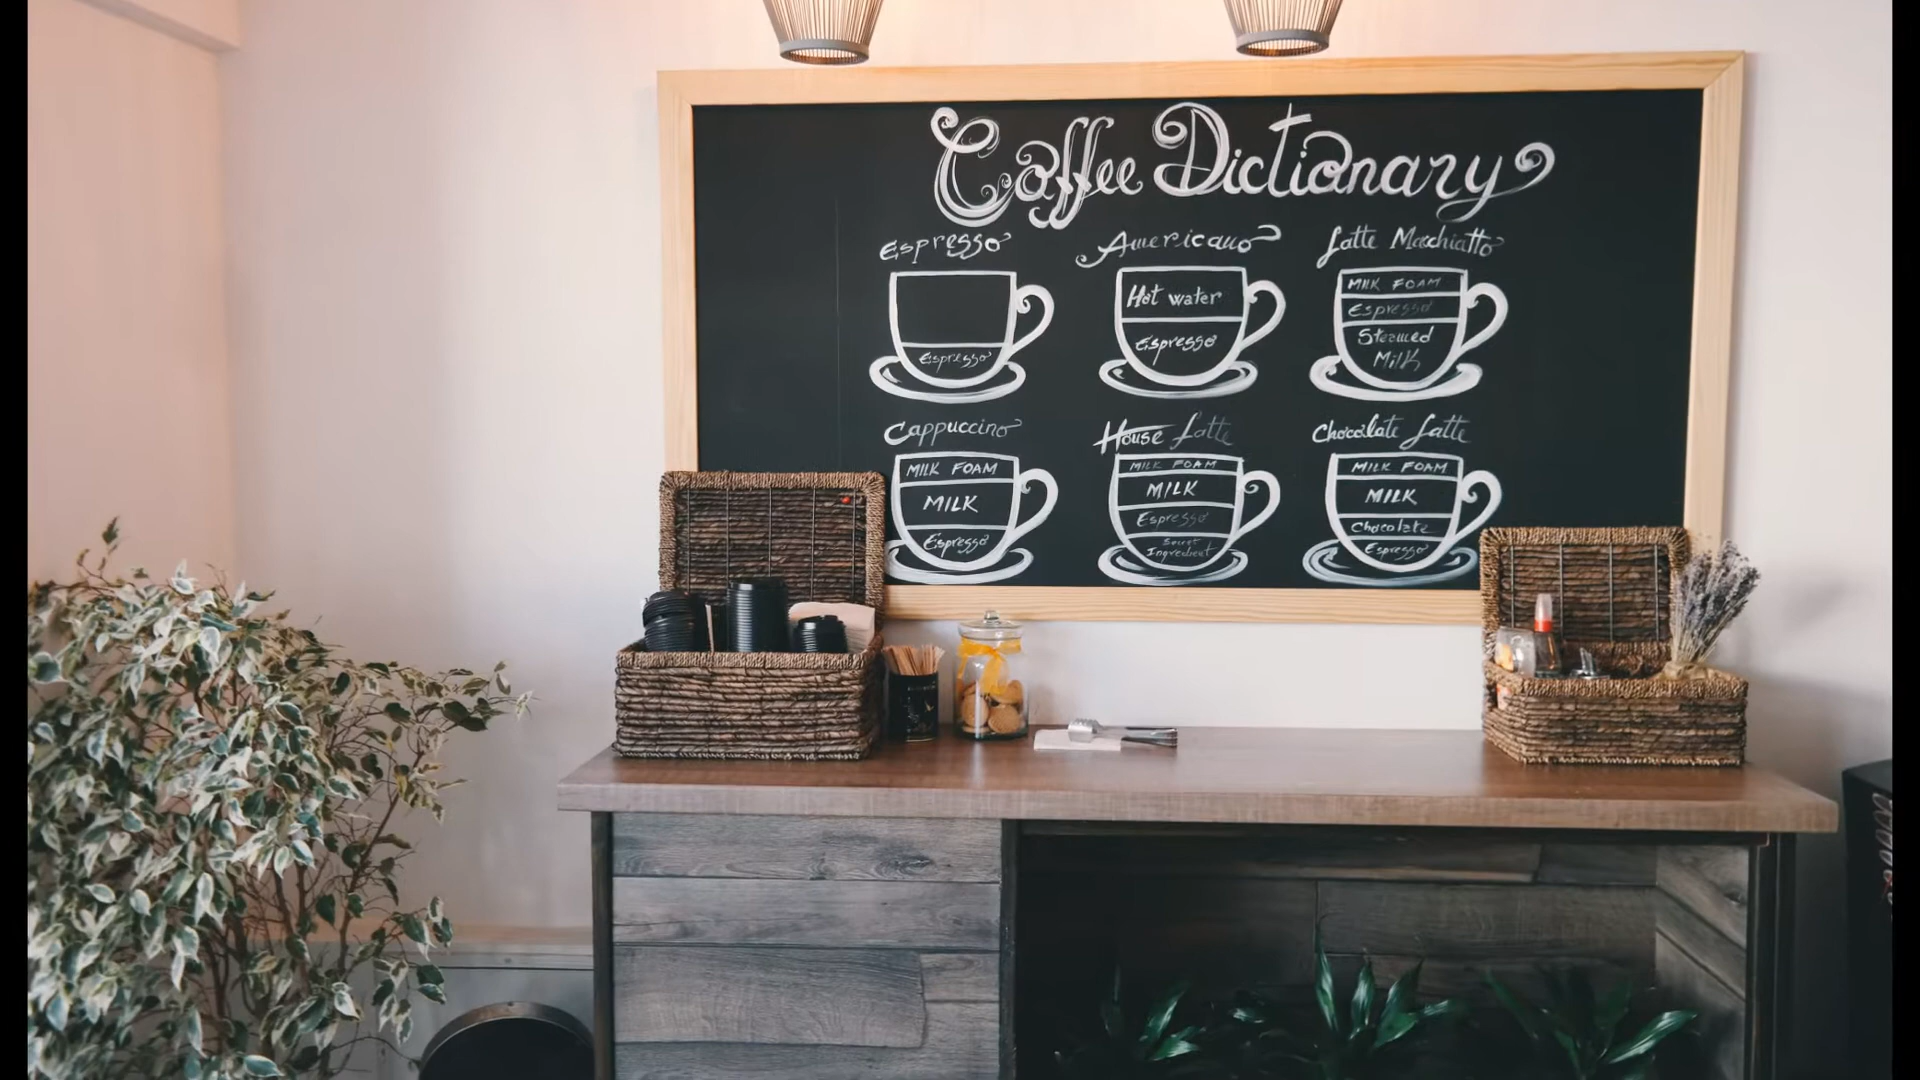 Coffee Dictionary
Espresso
Americano
Latte Macchiatto
Espresso
Hot water
Espresso
MILK FOAM
Espresso
Steamed
Milk
Cappuccino
House Latte
Chocolate Latte
MILK FOAM
MILK
Espresso
MILK FOAM
MILK
Espresso
Secret
Ingredient
MILK FOAM
MILK
Chocolate
Espresso